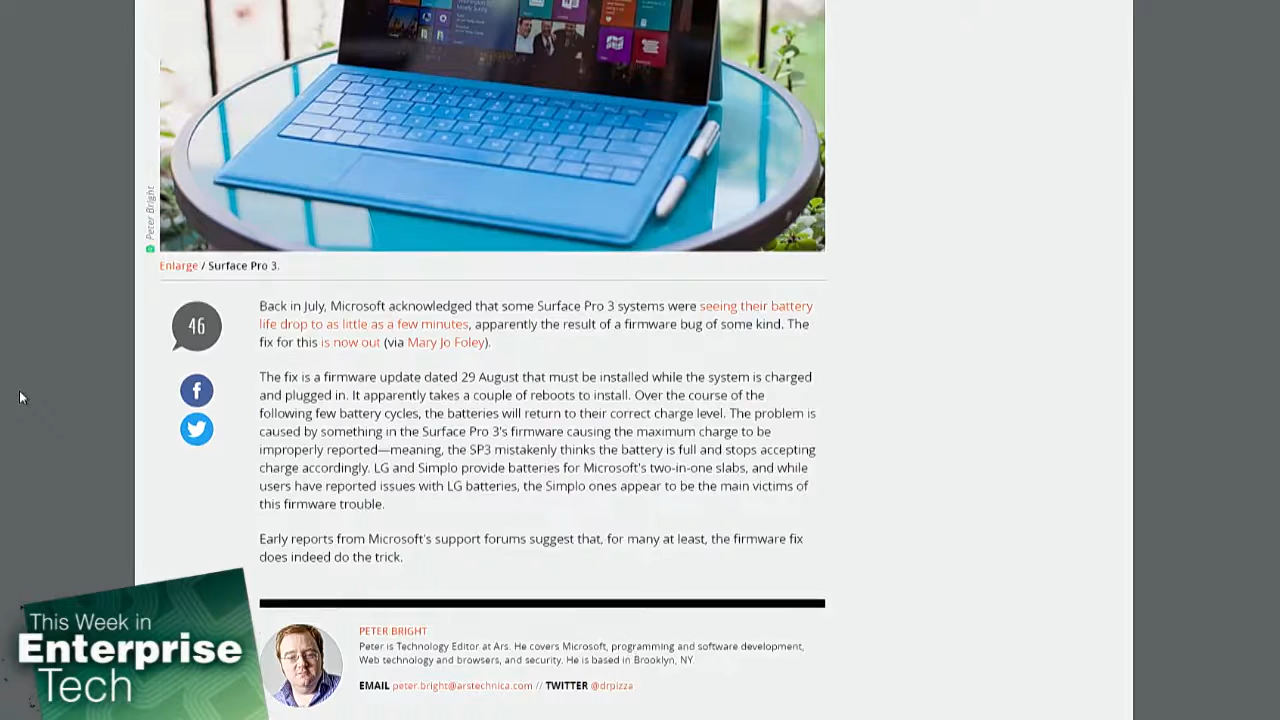 Peter Bright
Enlarge / Surface Pro 3.
46
Back in July, Microsoft acknowledged that some Surface Pro 3 systems were seeing their battery
life drop to as little as a few minutes, apparently the result of a firmware bug of some kind. The
fix for this is now out (via Mary Jo Foley).
The fix is a firmware update dated 29 August that must be installed while the system is charged
and plugged in. It apparently takes a couple of reboots to install. Over the course of the
following few battery cycles, the batteries will return to their correct charge level. The problem is
caused by something in the Surface Pro 3's firmware causing the maximum charge to be
improperly reported—meaning, the SP3 mistakenly thinks the battery is full and stops accepting
charge accordingly. LG and Simplo provide batteries for Microsoft's two-in-one slabs, and while
users have reported issues with LG batteries, the Simplo ones appear to be the main victims of
this firmware trouble.
Early reports from Microsoft's support forums suggest that, for many at least, the firmware fix
does indeed do the trick.
PETER BRIGHT
Peter is Technology Editor at Ars. He covers Microsoft, programming and software development,
Web technology and browsers, and security. He is based in Brooklyn, NY.
EMAIL peter.bright@arstechnica.com // TWITTER @drpizza
This Week in
Enterprise
Tech